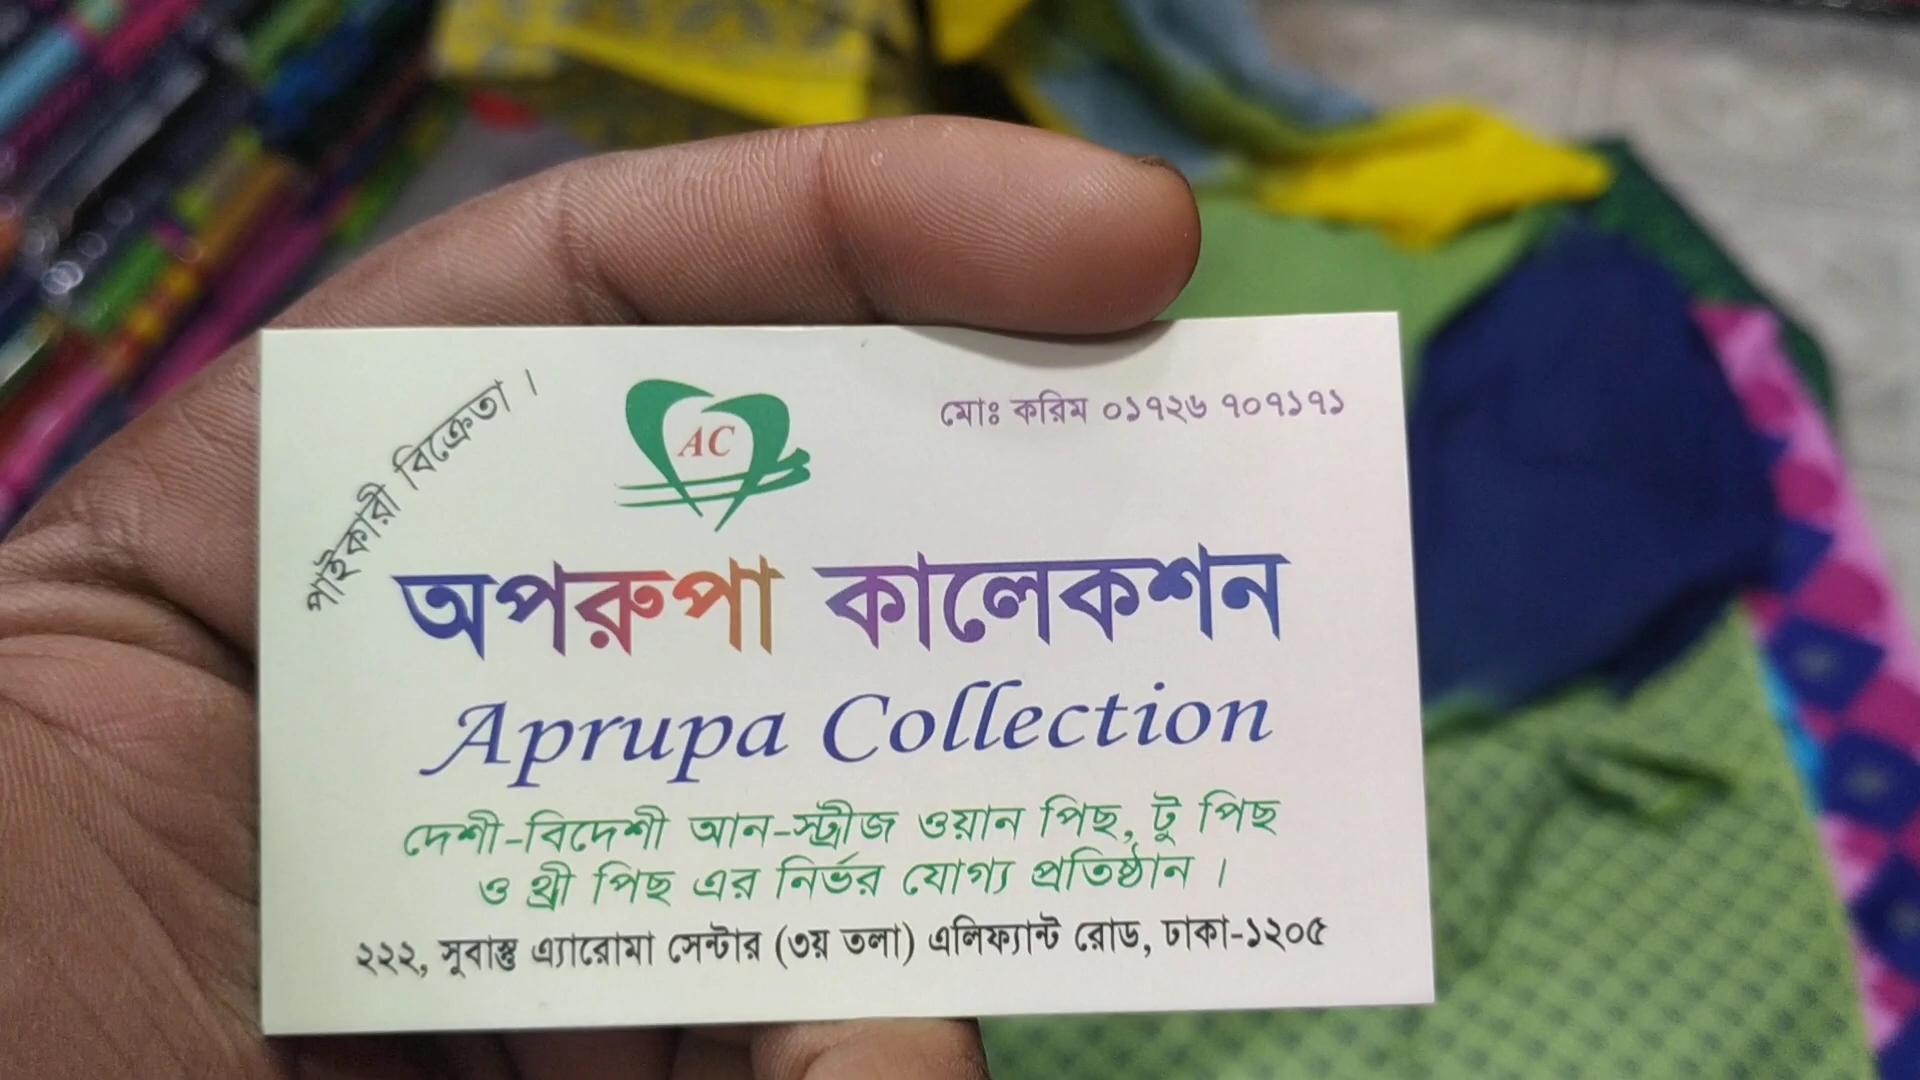 পাইকারী বিক্রেতা ।
AC
মোঃ করিম ০১৭২৬ ৭০৭১৭১
অপরুপা কালেকশন
Aprupa Collection
দেশী-বিদেশী আন-স্ট্রীজ ওয়ান পিছ, টু পিছ
ও থ্রী পিছ এর নির্ভর যোগ্য প্রতিষ্ঠান ।
২২২, সুবাস্তু এ্যারোমা সেন্টার (৩য় তলা) এলিফ্যান্ট রোড, ঢাকা-১২০৫